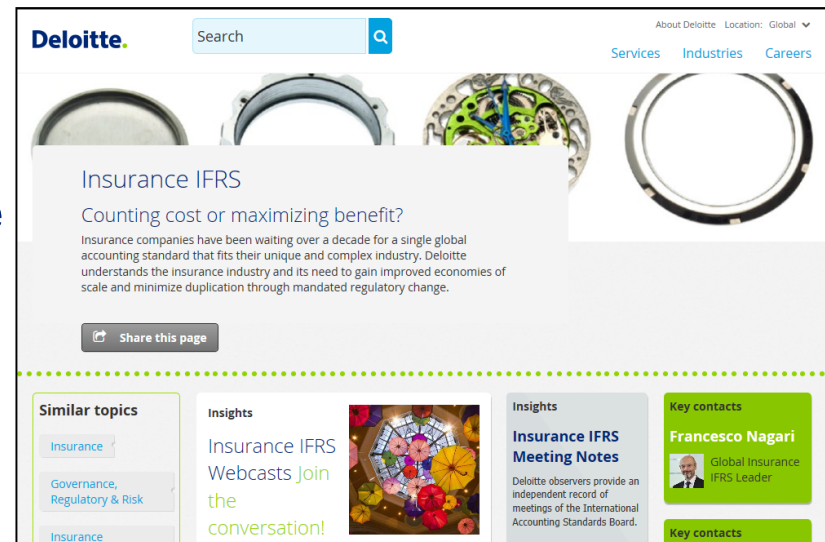 Deloitte.
Search
About Deloitte Location: Global
Services Industries Careers
Insurance IFRS
Counting cost or maximizing benefit?
Insurance companies have been waiting over a decade for a single global
accounting standard that fits their unique and complex industry. Deloitte
understands the insurance industry and its need to gain improved economies of
scale and minimize duplication through mandated regulatory change.
Share this page
Similar topics
Insurance
Governance,
Regulatory & Risk
Insurance
Insights
Insurance IFRS
Webcasts Join
the
conversation!
Insights
Insurance IFRS
Meeting Notes
Deloitte observers provide an
independent record of
meetings of the International
Accounting Standards Board.
Key contacts
Francesco Nagari
Global Insurance
IFRS Leader
Key contacts